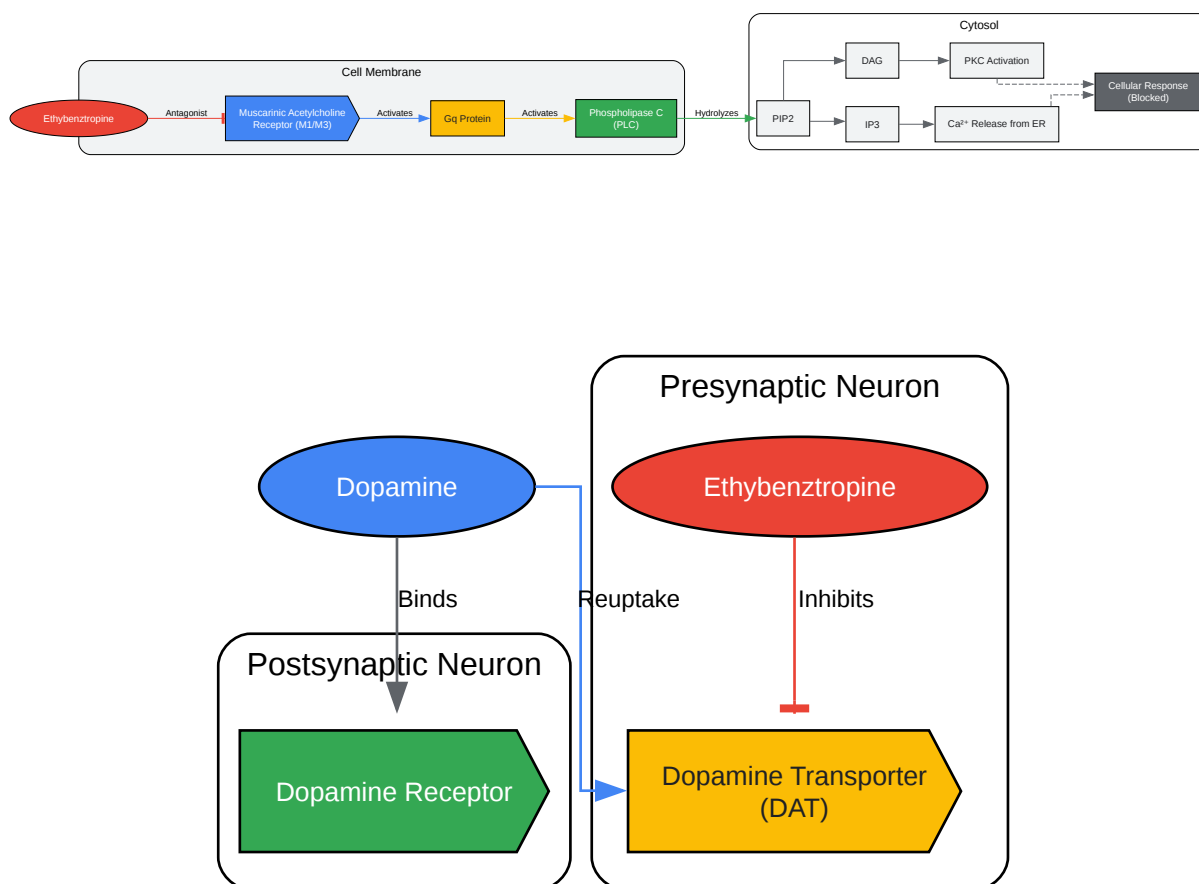 Cytosol
Cell Membrane
DAG
PKC Activation
Cellular Response
(Blocked)
Ethybenztropine
Antagonist
Muscarinic Acetylcholine
Receptor (M1/M3)
Activates
Gq Protein
Activates
Phospholipase C
(PLC)
Hydrolyzes
PIP2
IP3
Ca²⁺ Release from ER
Presynaptic Neuron
Dopamine
Ethybenztropine
Binds
Reuptake
Inhibits
Postsynaptic Neuron
Dopamine Receptor
Dopamine Transporter
(DAT)